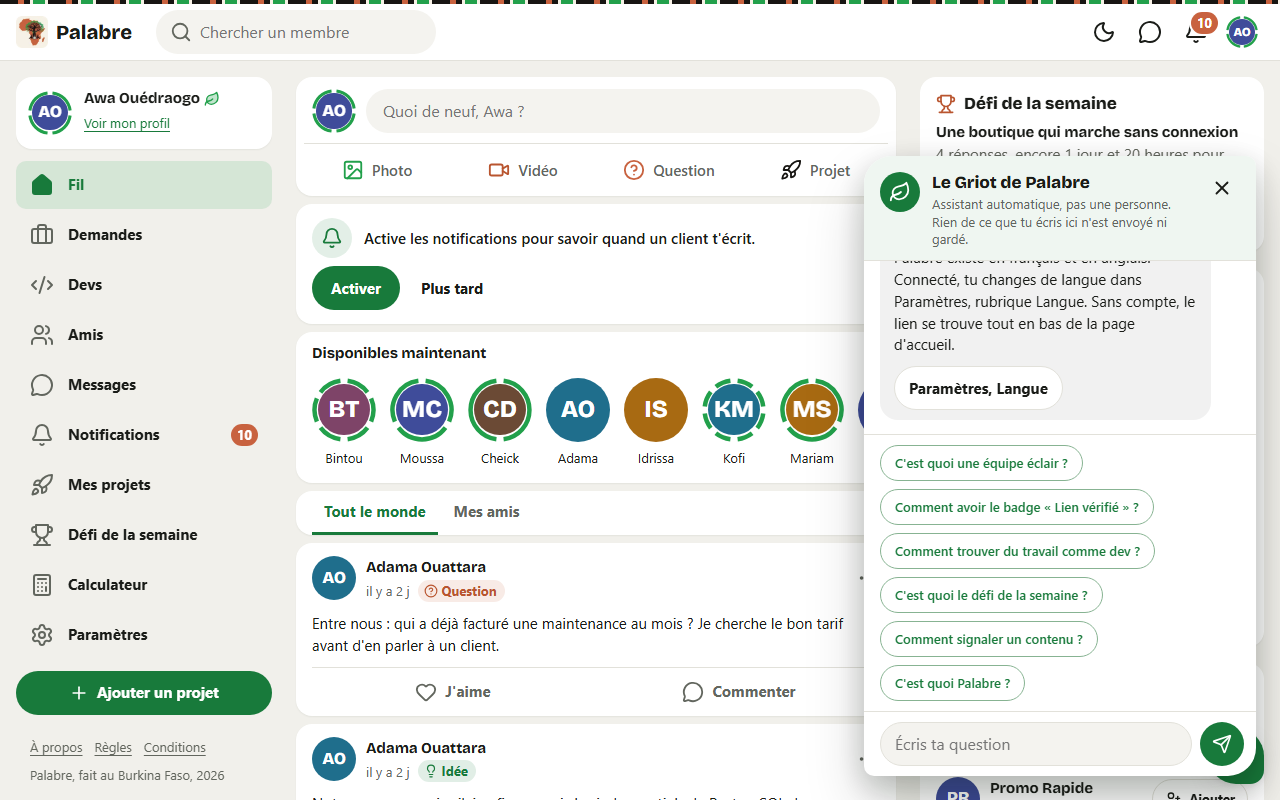 Palabre
Chercher un membre
10
AO
AO
Awa Ouédraogo
Voir mon profil
Fil
Demandes
Devs
Amis
Messages
Notifications
10
Mes projets
Défi de la semaine
Calculateur
Paramètres
Ajouter un projet
À propos Règles Conditions
Palabre, fait au Burkina Faso, 2026
AO
Quoi de neuf, Awa ?
Photo
Vidéo
Question
Projet
Active les notifications pour savoir quand un client t'écrit.
Activer
Plus tard
Disponibles maintenant
BT
MC
CD
AO
IS
KM
MS
Bintou
Moussa
Cheick
Adama
Idrissa
Kofi
Mariam
Tout le monde
Mes amis
AO
Adama Ouattara
il y a 2 j
Question
Entre nous : qui a déjà facturé une maintenance au mois ? Je cherche le bon tarif
avant d'en parler à un client.
J'aime
Commenter
AO
Adama Ouattara
il y a 2 j
Idée
Défi de la semaine
Une boutique qui marche sans connexion
4 réponses, encore 1 jour et 20 heures pour
Le Griot de Palabre
Assistant automatique, pas une personne.
Rien de ce que tu écris ici n'est envoyé ni
gardé.
Palabre existe en français et en anglais.
Connecté, tu changes de langue dans
Paramètres, rubrique Langue. Sans compte, le
lien se trouve tout en bas de la page
d'accueil.
Paramètres, Langue
C'est quoi une équipe éclair ?
Comment avoir le badge « Lien vérifié » ?
Comment trouver du travail comme dev ?
C'est quoi le défi de la semaine ?
Comment signaler un contenu ?
C'est quoi Palabre ?
Écris ta question
PR
Promo Rapide
Ajouter